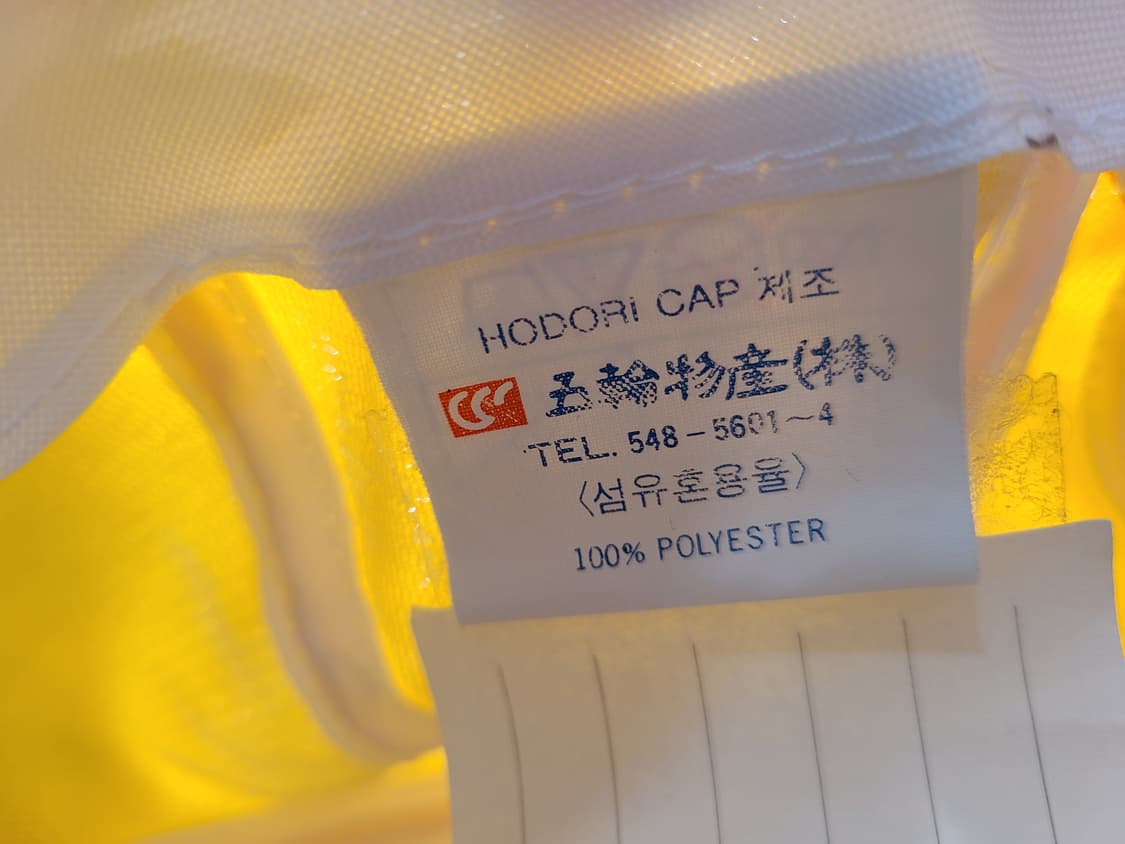 HODORI CAP 제조
五輪物産(株)
TEL. 548-5601~4
〈섬유혼용율〉
100% POLYESTER